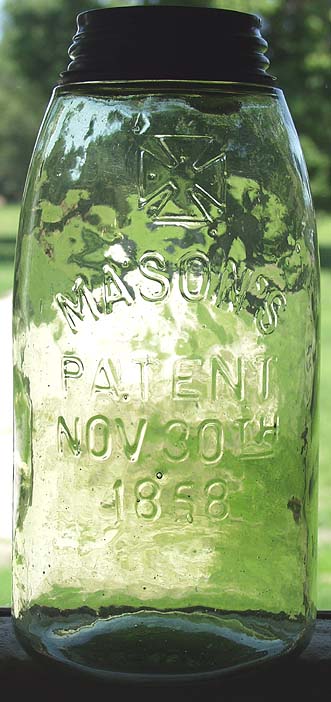 MASON'S
PATENT
NOV 30TH
1858